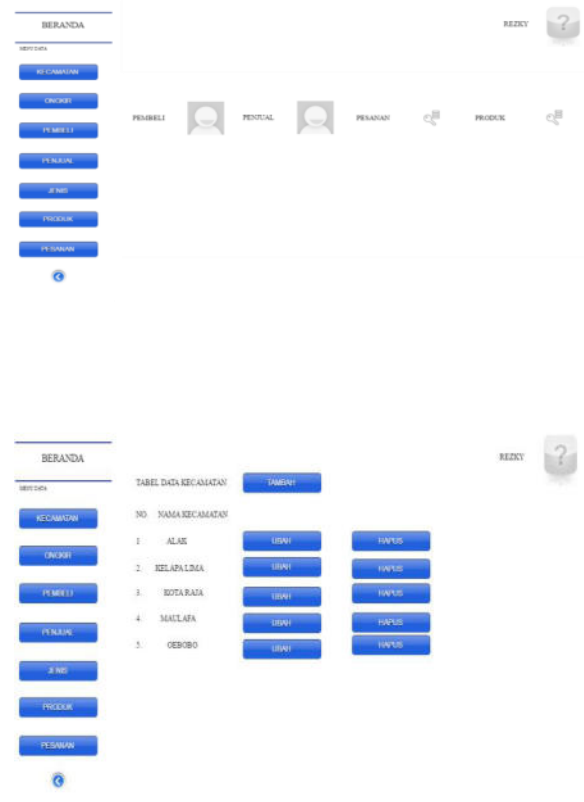 BERANDA
REZKY
MENU DATA
KECAMATAN
ONGKIR
PEMBELI
PENJUAL
PESANAN
PRODUK
PEMBELI
PENJUAL
JENIS
PRODUK
PESANAN
BERANDA
REZKY
MENU DATA
TABEL DATA KECAMATAN TAMBAH
KECAMATAN
NO NAMA KECAMATAN
1 ALAK UBAH HAPUS
ONGKIR
2. KELAPA LIMA UBAH HAPUS
PEMBELI
3. KOTA RAJA UBAH HAPUS
4. MAULAFA UBAH HAPUS
PENJUAL
5. OEBOBO UBAH HAPUS
JENIS
PRODUK
PESANAN